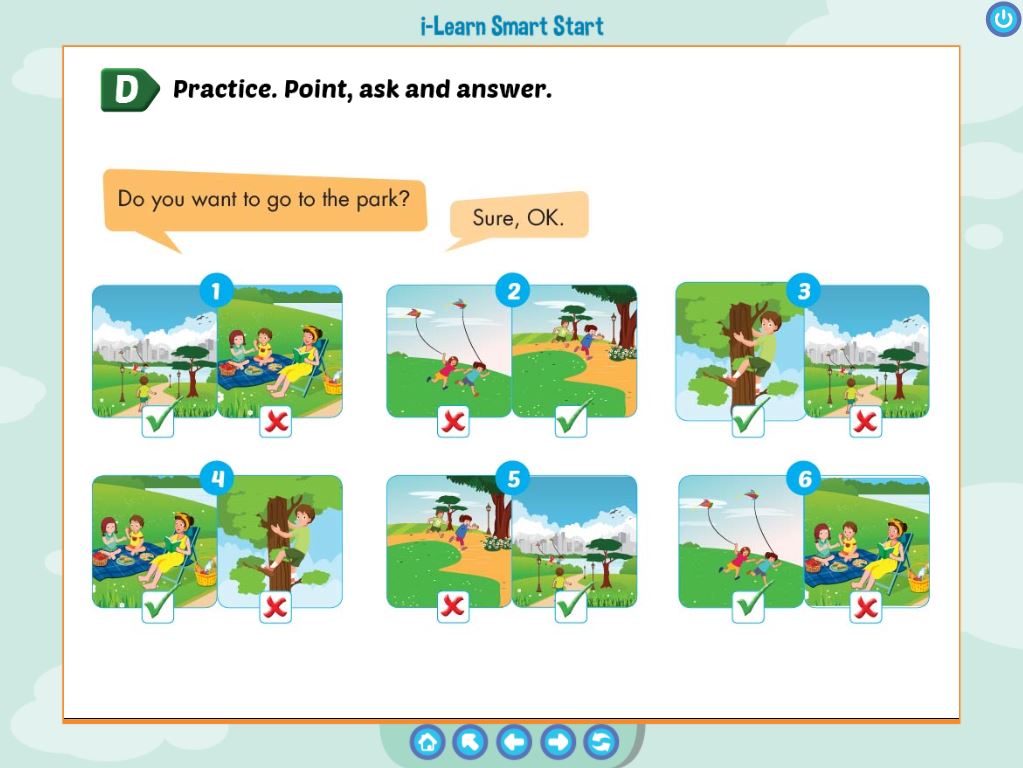 i-Learn Smart Start
D Practice. Point, ask and answer.
Do you want to go to the park?
Sure, OK.
1
2
3
4
5
6